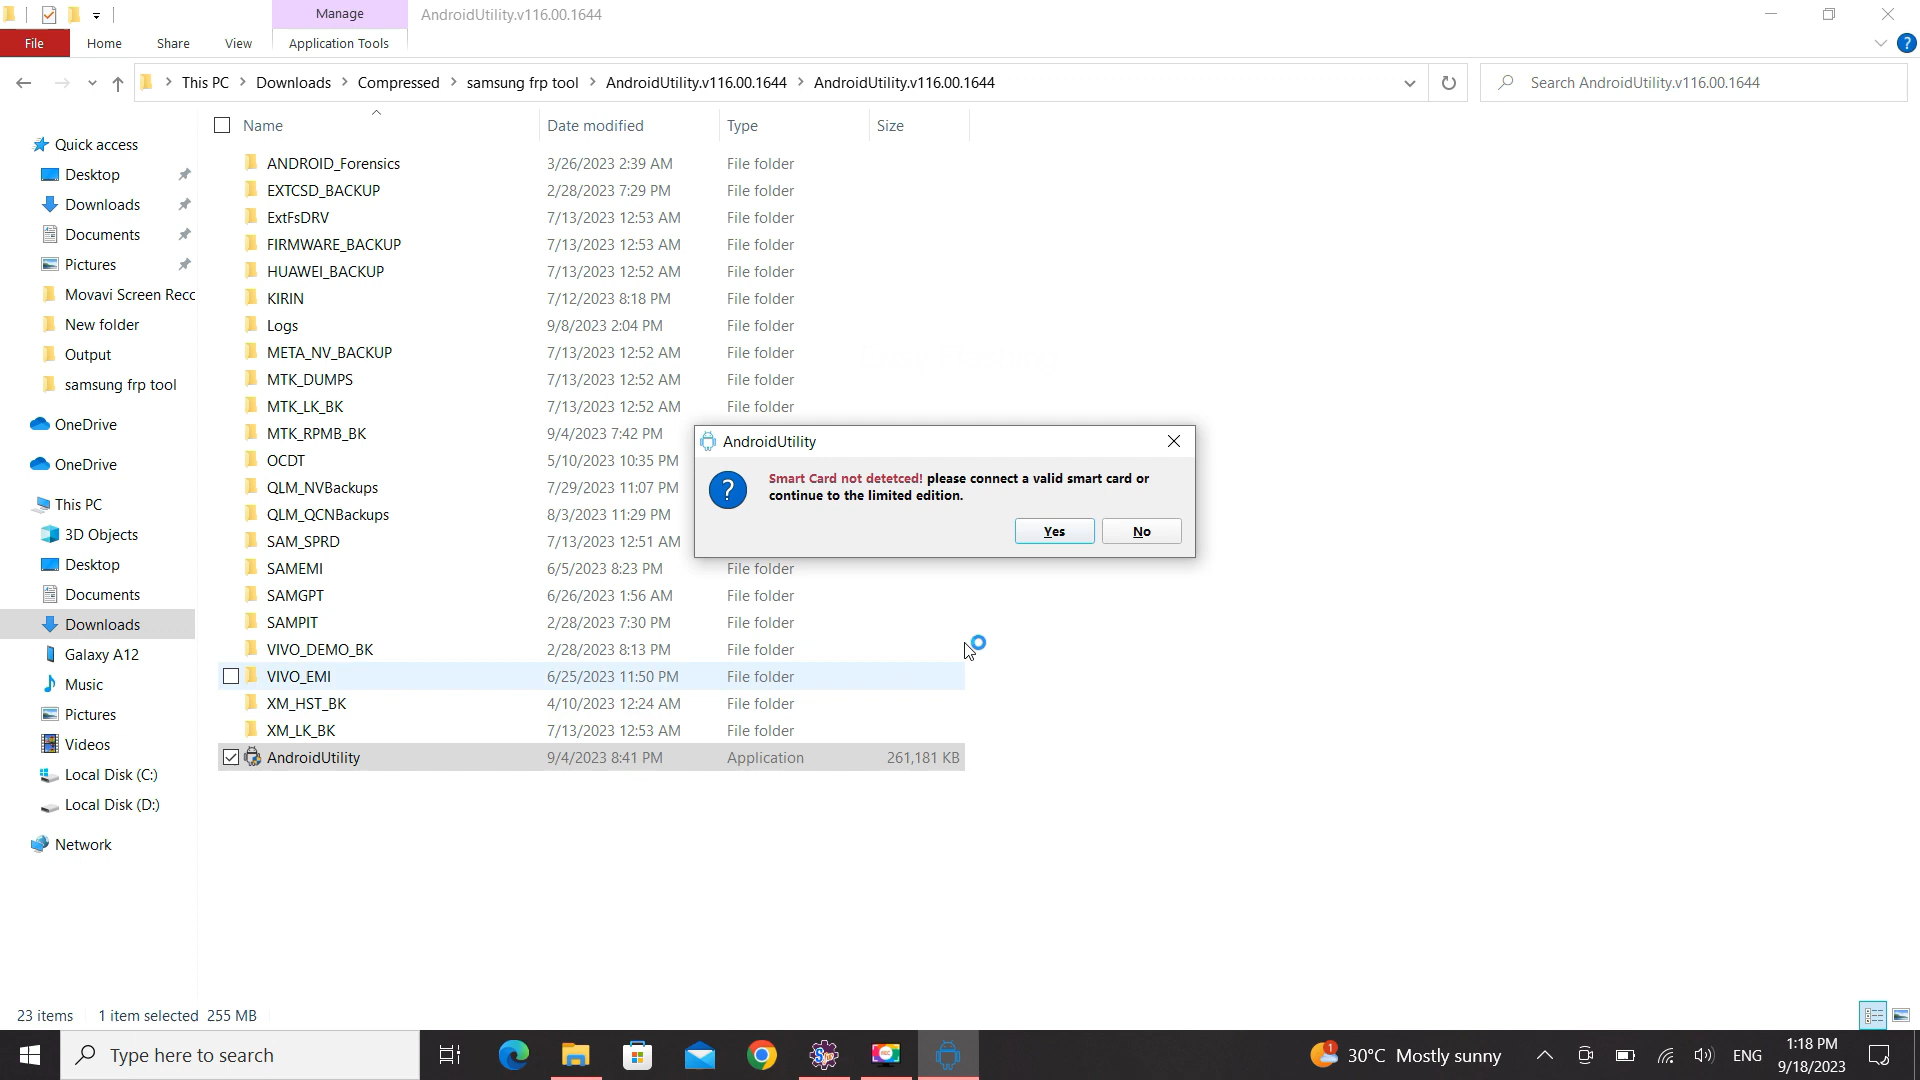 Manage
AndroidUtility.v116.00.1644
File
Home
Share
View
Application Tools
This PC
Downloads
Compressed
samsung frp tool
AndroidUtility.v116.00.1644
AndroidUtility.v116.00.1644
Search AndroidUtility.v116.00.1644
Name
Date modified
Type
Size
Quick access
Desktop
Downloads
Documents
Pictures
Movavi Screen Recc
New folder
Output
samsung frp tool
OneDrive
OneDrive
This PC
3D Objects
Desktop
Documents
Downloads
Galaxy A12
Music
Pictures
Videos
Local Disk (C:)
Local Disk (D:)
Network
ANDROID_Forensics 3/26/2023 2:39 AM File folder
EXTCSD_BACKUP 2/28/2023 7:29 PM File folder
ExtFsDRV 7/13/2023 12:53 AM File folder
FIRMWARE_BACKUP 7/13/2023 12:53 AM File folder
HUAWEI_BACKUP 7/13/2023 12:52 AM File folder
KIRIN 7/12/2023 8:18 PM File folder
Logs 9/8/2023 2:04 PM File folder
META_NV_BACKUP 7/13/2023 12:52 AM File folder
MTK_DUMPS 7/13/2023 12:52 AM File folder
MTK_LK_BK 7/13/2023 12:52 AM File folder
MTK_RPMB_BK 9/4/2023 7:42 PM
OCDT 5/10/2023 10:35 PM
QLM_NVBackups 7/29/2023 11:07 PM
QLM_QCNBackups 8/3/2023 11:29 PM
SAM_SPRD 7/13/2023 12:51 AM
SAMEMI 6/5/2023 8:23 PM File folder
SAMGPT 6/26/2023 1:56 AM File folder
SAMPIT 2/28/2023 7:30 PM File folder
VIVO_DEMO_BK 2/28/2023 8:13 PM File folder
VIVO_EMI 6/25/2023 11:50 PM File folder
XM_HST_BK 4/10/2023 12:24 AM File folder
XM_LK_BK 7/13/2023 12:53 AM File folder
AndroidUtility 9/4/2023 8:41 PM Application 261,181 KB
AndroidUtility
Smart Card not detetced! please connect a valid smart card or
continue to the limited edition.
Yes
No
23 items
1 item selected 255 MB
Type here to search
1
30°C Mostly sunny
ENG
1:18 PM
9/18/2023